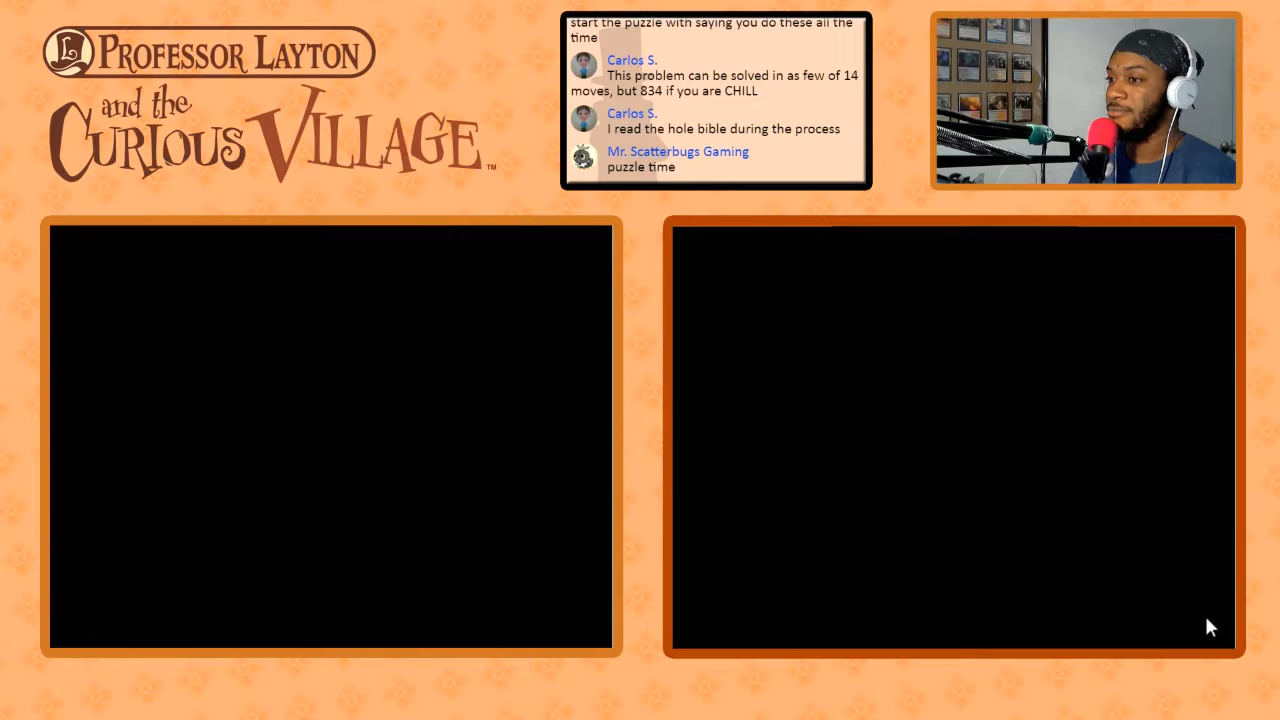 PROFESSOR LAYTON
and the
CURIOUS VILLAGE™
start the puzzle with saying you do these all the
time
Carlos S.
This problem can be solved in as few of 14
moves, but 834 if you are CHILL
Carlos S.
I read the hole bible during the process
Mr. Scatterbugs Gaming
puzzle time